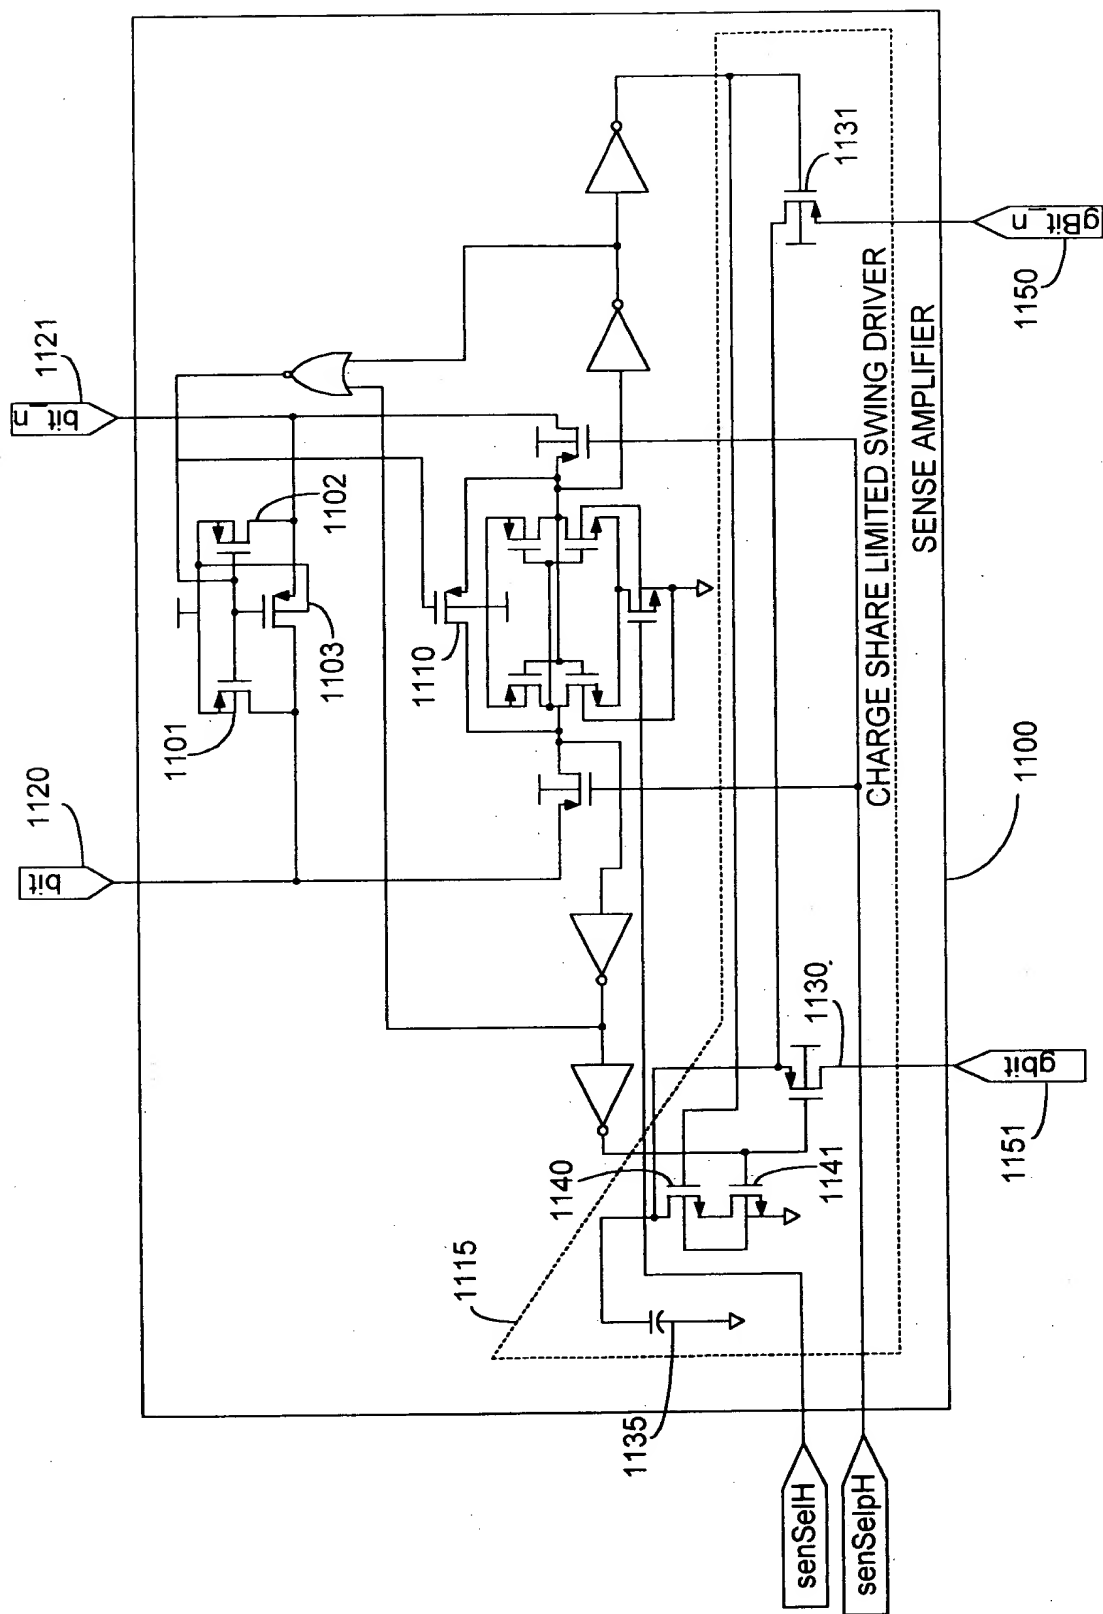 1120
bit
1121
bit_n
1101
1102
1103
1110
1115
1140
1141
1135
1130
1131
CHARGE SHARE LIMITED SWING DRIVER
SENSE AMPLIFIER
1100
senSelH
senSelpH
1151
gbit
1150
gBit_n